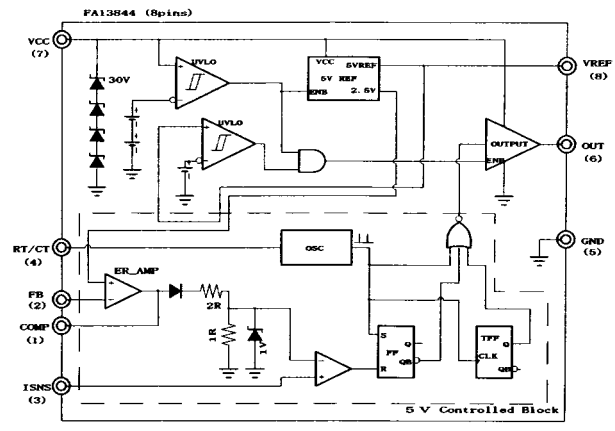 FA13844 (8pins)
VCC
(7)
30V
UVLO
VCC
5VREF
5V REF
ENB
2.5V
VREF
(8)
UVLO
OUTPUT
ENB
OUT
(6)
RT/CT
(4)
OSC
GND
(5)
ER_AMP
FB
(2)
COMP
(1)
2R
1R
1V
S
Q
FF
R
QB
TFF
Q
CLK
QB
ISNS
(3)
5 V Controlled Block